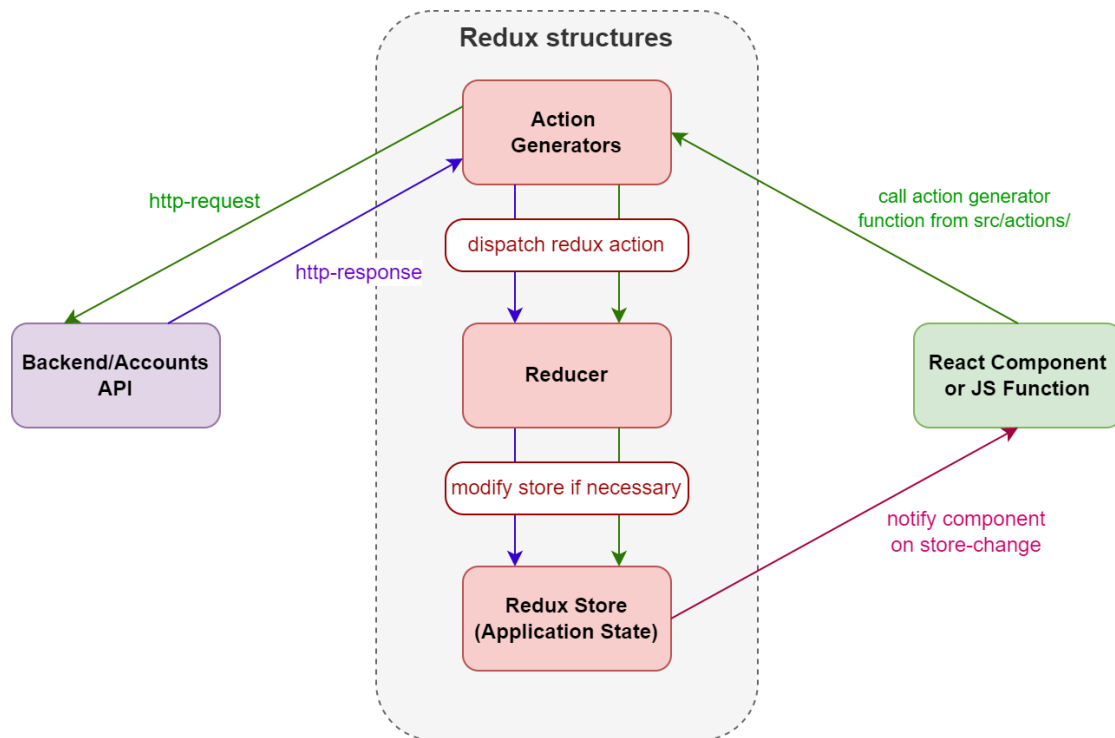 Redux structures
Action
Generators
http-request
call action generator
function from src/actions/
dispatch redux action
http-response
Backend/Accounts
API
Reducer
React Component
or JS Function
modify store if necessary
notify component
on store-change
Redux Store
(Application State)